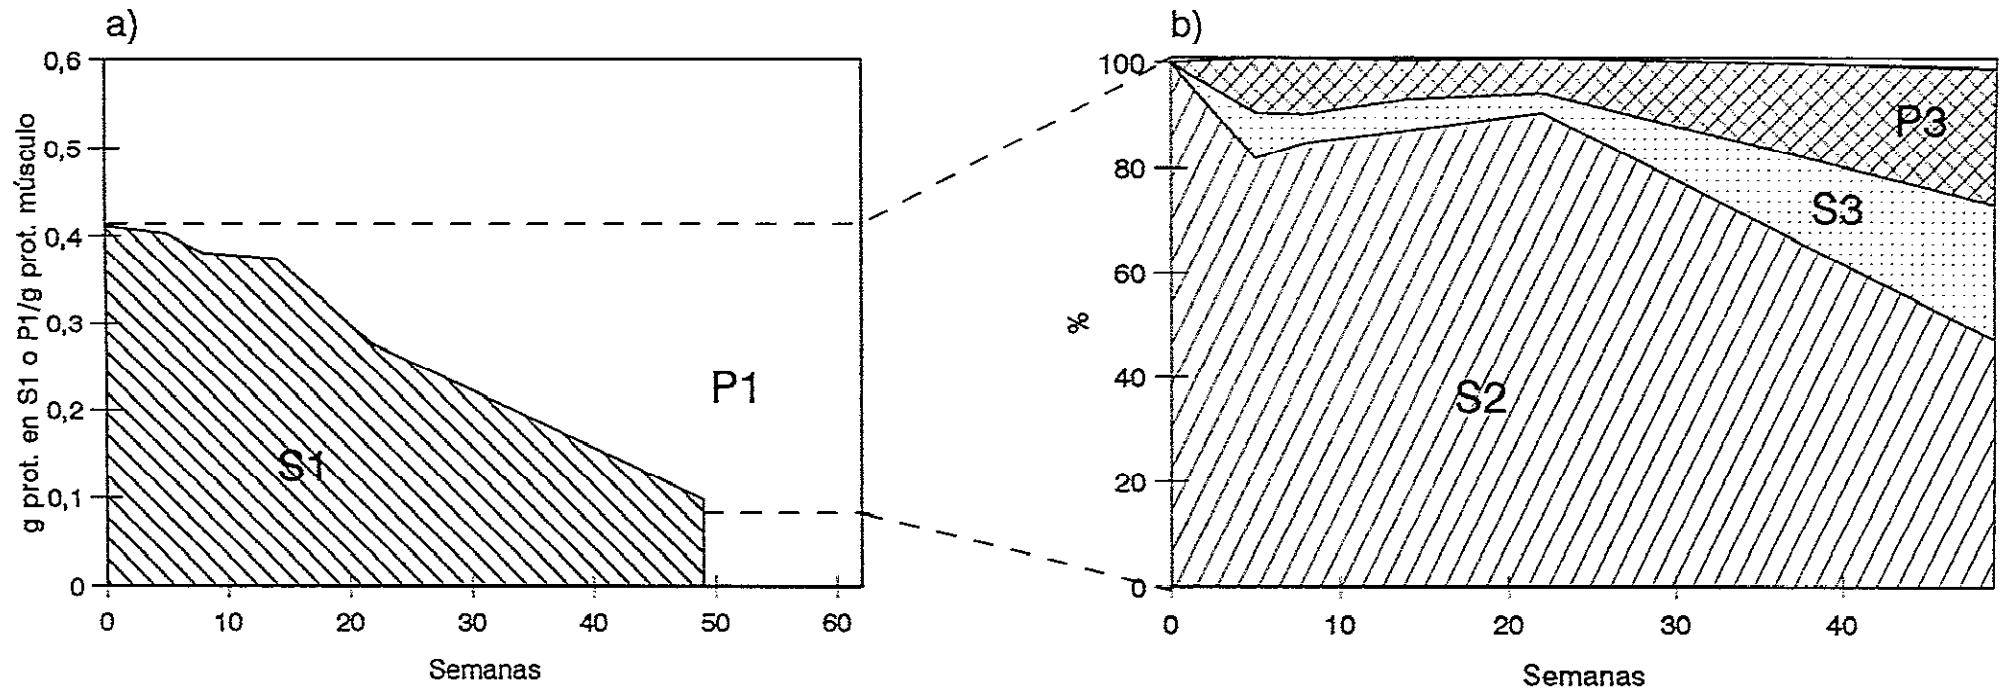 a)
0,6
0,5
0,4
0,3
0,2
0,1
0
g prot. en S1 o P1/g prot. músculo
S1
P1
0 10 20 30 40 50 60
Semanas
b)
100
80
60
40
20
0
%
P3
S3
S2
0 10 20 30 40
Semanas